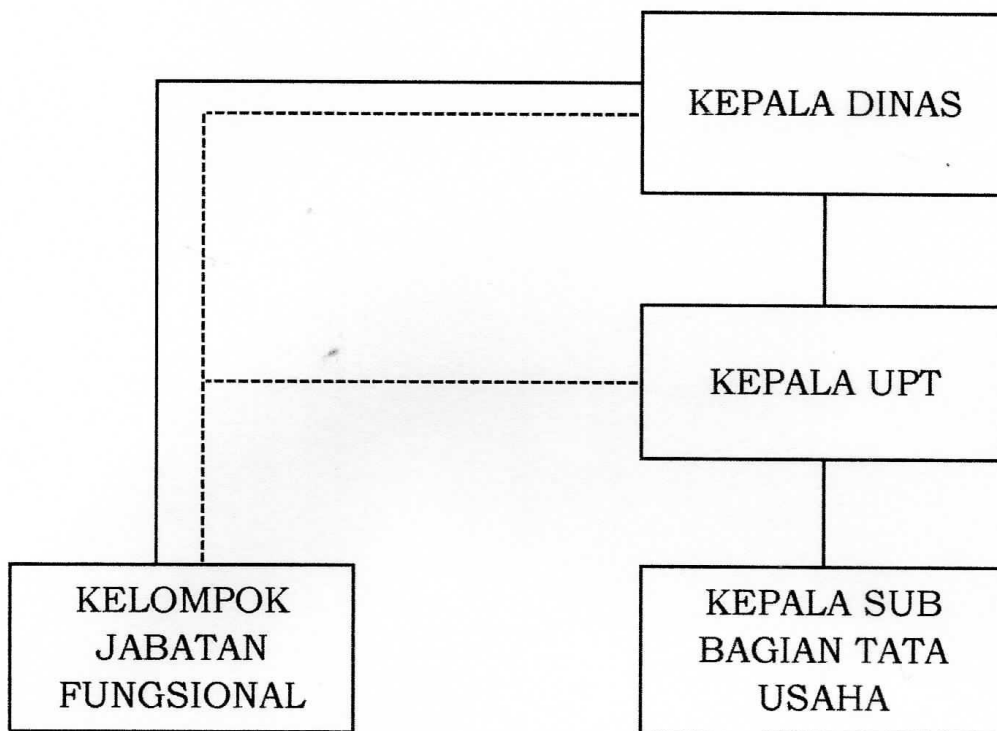 KEPALA DINAS
KEPALA UPT
KELOMPOK
JABATAN
FUNGSIONAL
KEPALA SUB
BAGIAN TATA
USAHA